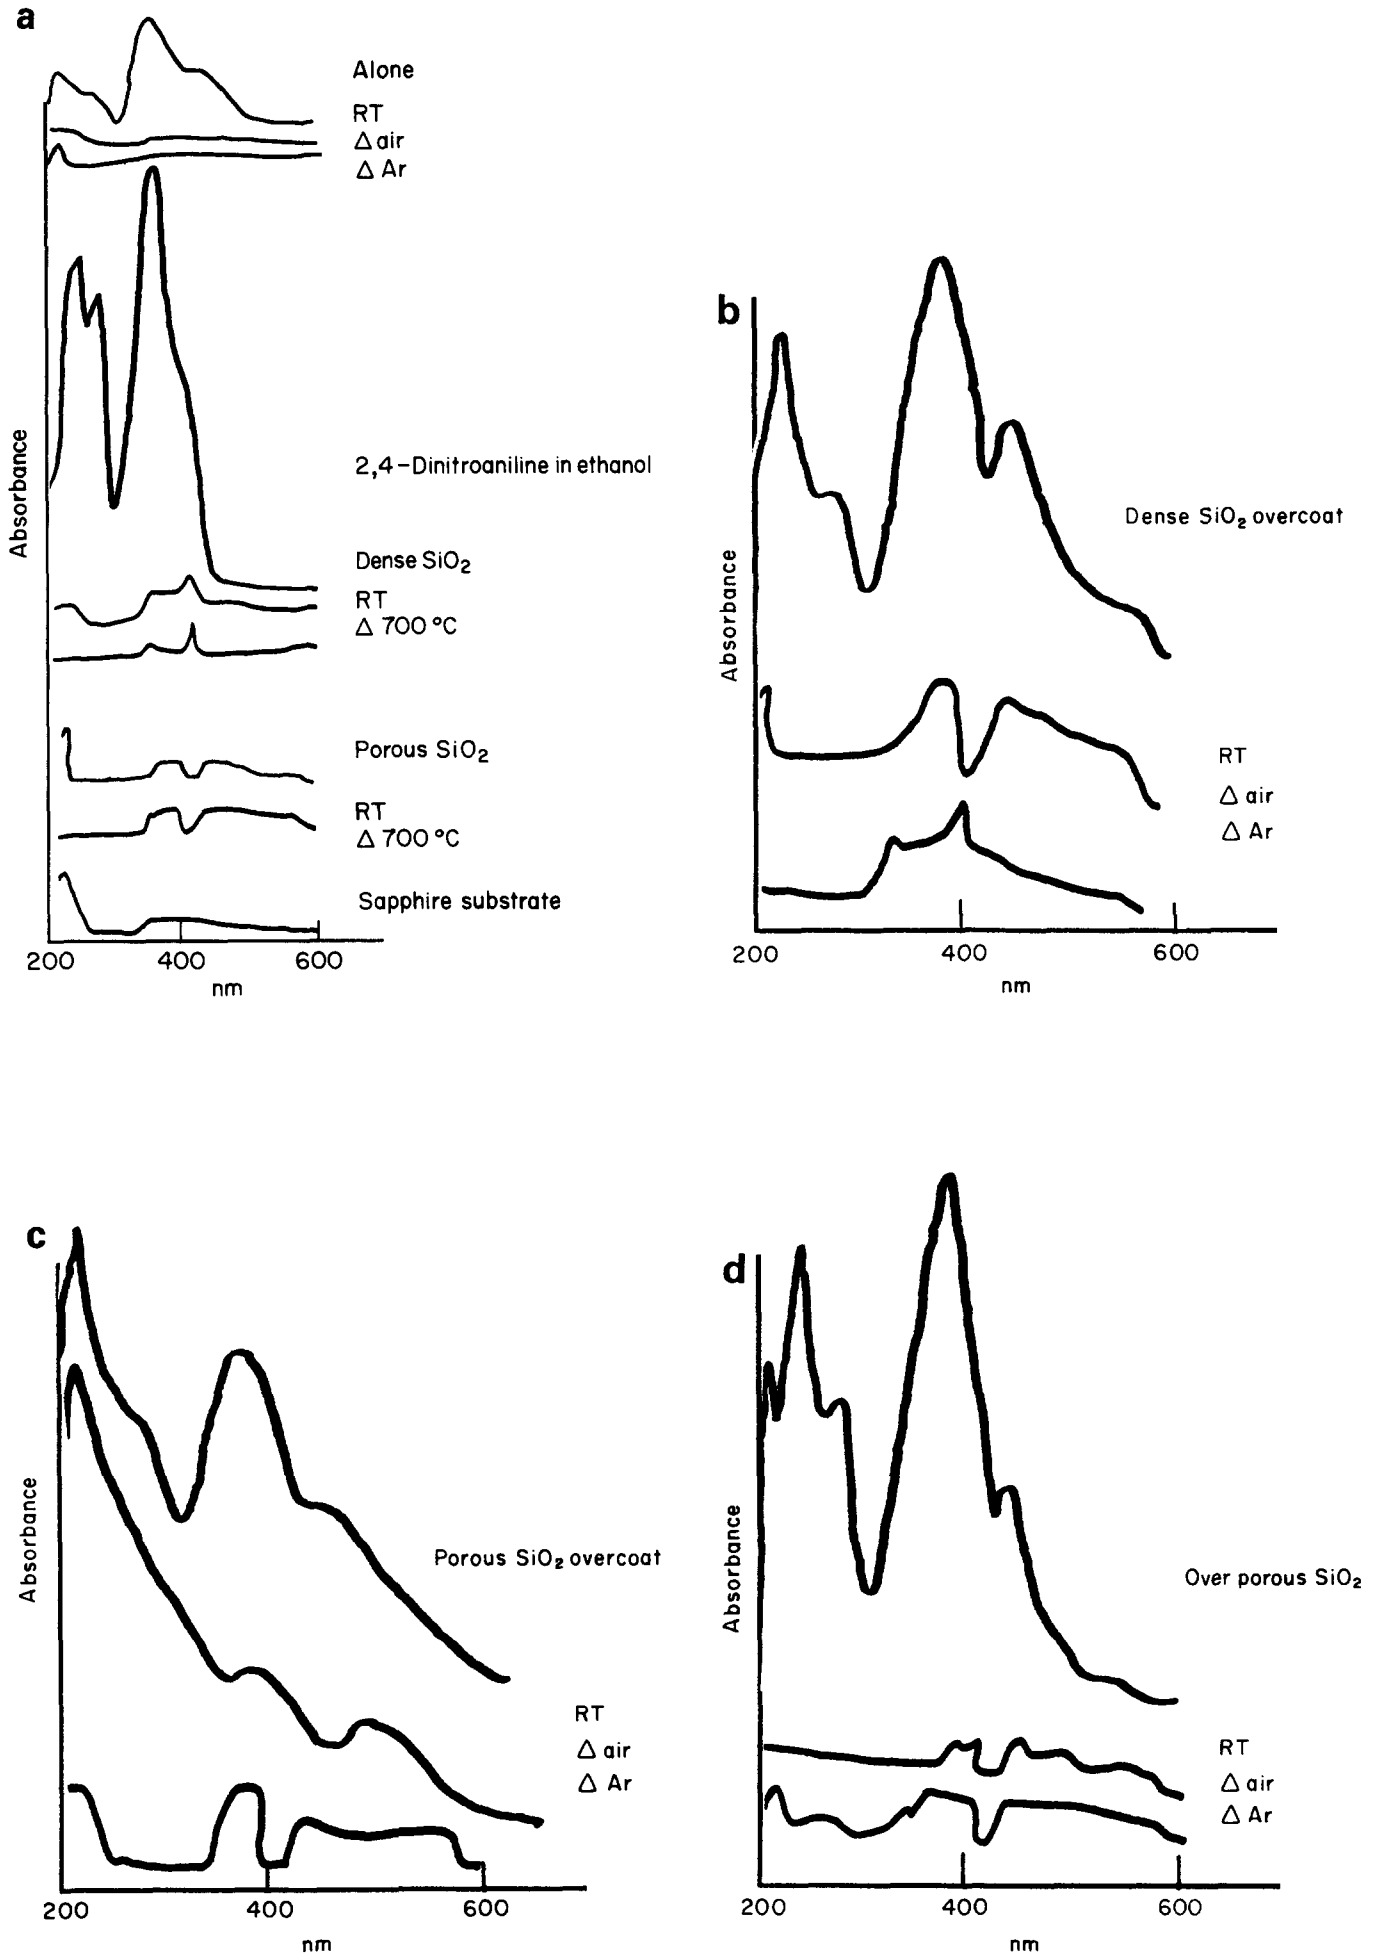 a
Alone
RT
Δ air
Δ Ar
Absorbance
2,4-Dinitroaniline in ethanol
Dense SiO₂
RT
Δ 700 °C
Porous SiO₂
RT
Δ 700 °C
Sapphire substrate
200 400 600
nm
b
Absorbance
Dense SiO₂ overcoat
RT
Δ air
Δ Ar
200 400 600
nm
c
Absorbance
Porous SiO₂ overcoat
RT
Δ air
Δ Ar
200 400 600
nm
d
Absorbance
Over porous SiO₂
RT
Δ air
Δ Ar
200 400 600
nm